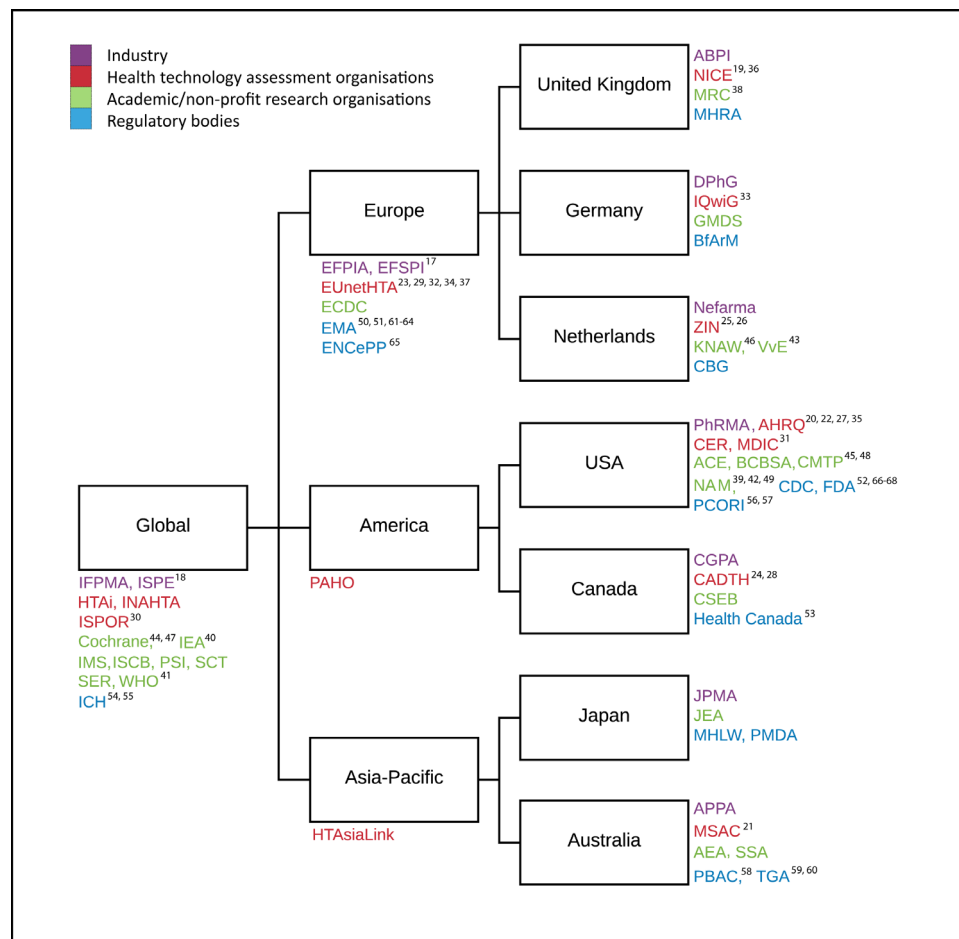 Industry
Health technology assessment organisations
Academic/non-profit research organisations
Regulatory bodies
Global
IFPMA, ISPE18
HTAi, INAHTA
ISPOR30
Cochrane,44, 47 IEA40
IMS, ISCB, PSI, SCT
SER, WHO41
ICH54, 55
Europe
EFPIA, EFSPI17
EUnetHTA23, 29, 32, 34, 37
ECDC
EMA50, 51, 61-64
ENCePP65
United Kingdom
ABPI
NICE19, 36
MRC38
MHRA
Germany
DPhG
IQwiG33
GMDS
BfArM
Netherlands
Nefarma
ZIN25, 26
KNAW,46 VvE43
CBG
America
PAHO
USA
PhRMA, AHRQ20, 22, 27, 35
CER, MDIC31
ACE, BCBSA, CMTP45, 48
NAM,39, 42, 49 CDC, FDA52, 66-68
PCORI56, 57
Canada
CGPA
CADTH24, 28
CSEB
Health Canada53
Asia-Pacific
HTAsiaLink
Japan
JPMA
JEA
MHLW, PMDA
Australia
APPA
MSAC21
AEA, SSA
PBAC,58 TGA59, 60